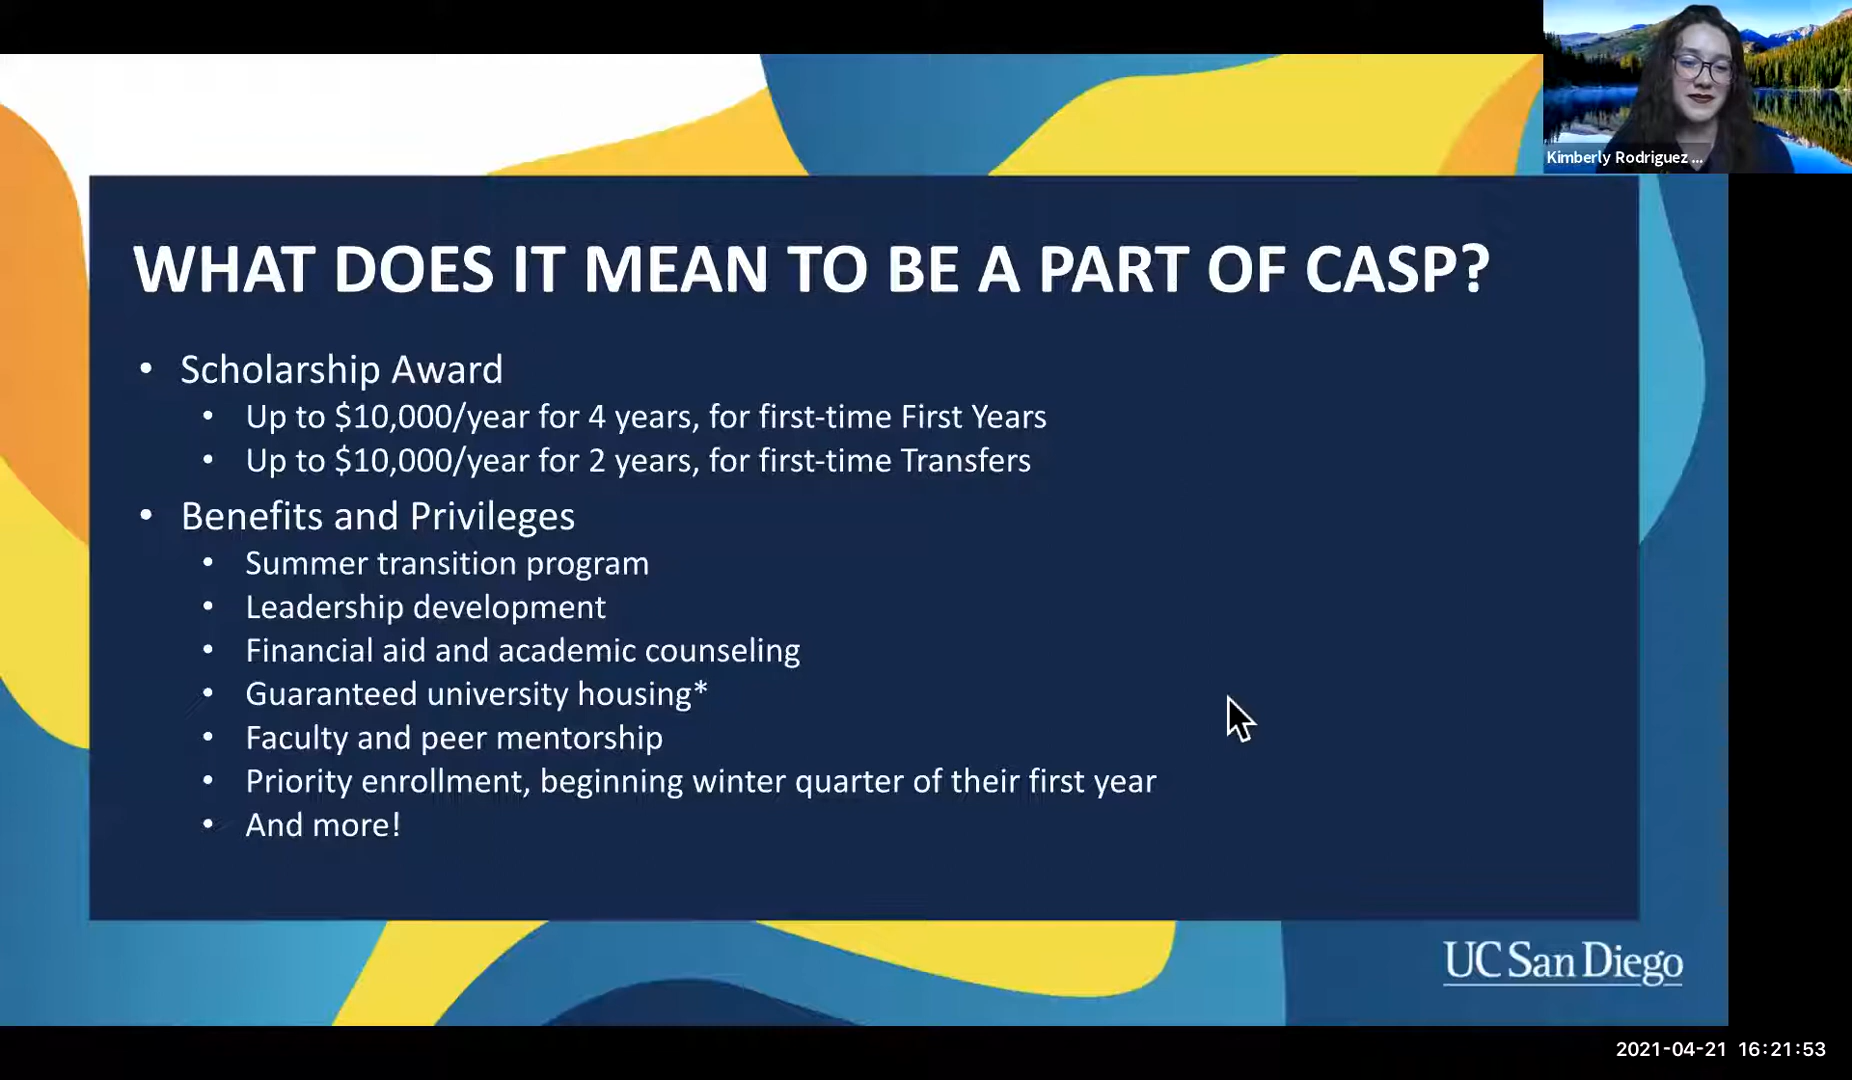 Kimberly Rodriguez ...
WHAT DOES IT MEAN TO BE A PART OF CASP?
• Scholarship Award
• Up to $10,000/year for 4 years, for first-time First Years
• Up to $10,000/year for 2 years, for first-time Transfers
• Benefits and Privileges
• Summer transition program
• Leadership development
• Financial aid and academic counseling
• Guaranteed university housing*
• Faculty and peer mentorship
• Priority enrollment, beginning winter quarter of their first year
• And more!
UC San Diego
2021-04-21 16:21:53